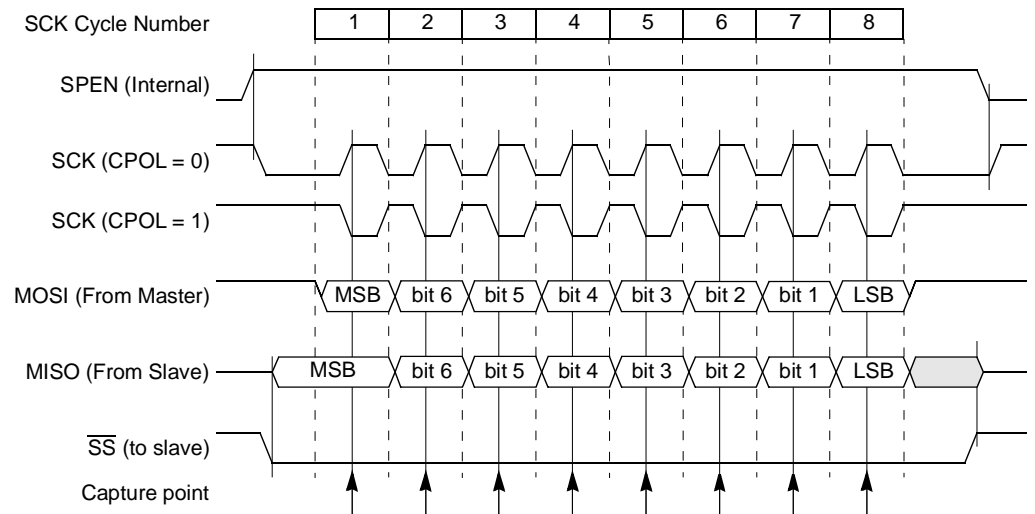 SCK Cycle Number 1 2 3 4 5 6 7 8
SPEN (Internal)
SCK (CPOL = 0)
SCK (CPOL = 1)
MOSI (From Master) MSB bit 6 bit 5 bit 4 bit 3 bit 2 bit 1 LSB
MISO (From Slave) MSB bit 6 bit 5 bit 4 bit 3 bit 2 bit 1 LSB
S̅S̅ (to slave)
Capture point